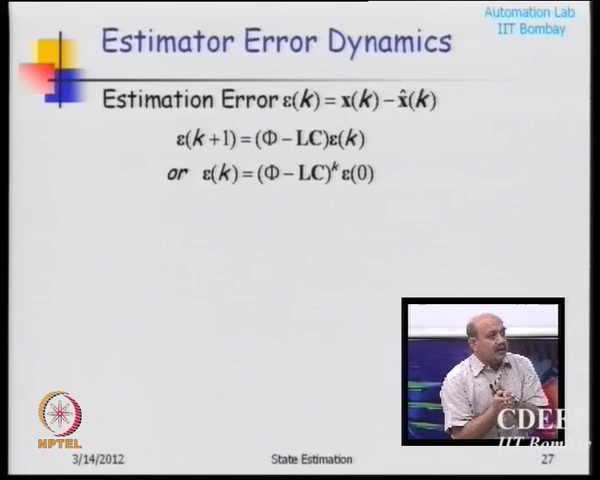 Automation Lab
IIT Bombay
Estimator Error Dynamics
Estimation Error ε(k) = x(k) − x̂(k)
ε(k+1) = (Φ − LC)ε(k)
or ε(k) = (Φ − LC)^k ε(0)
NPTEL
CDEE
IIT Bombay
3/14/2012
State Estimation
27